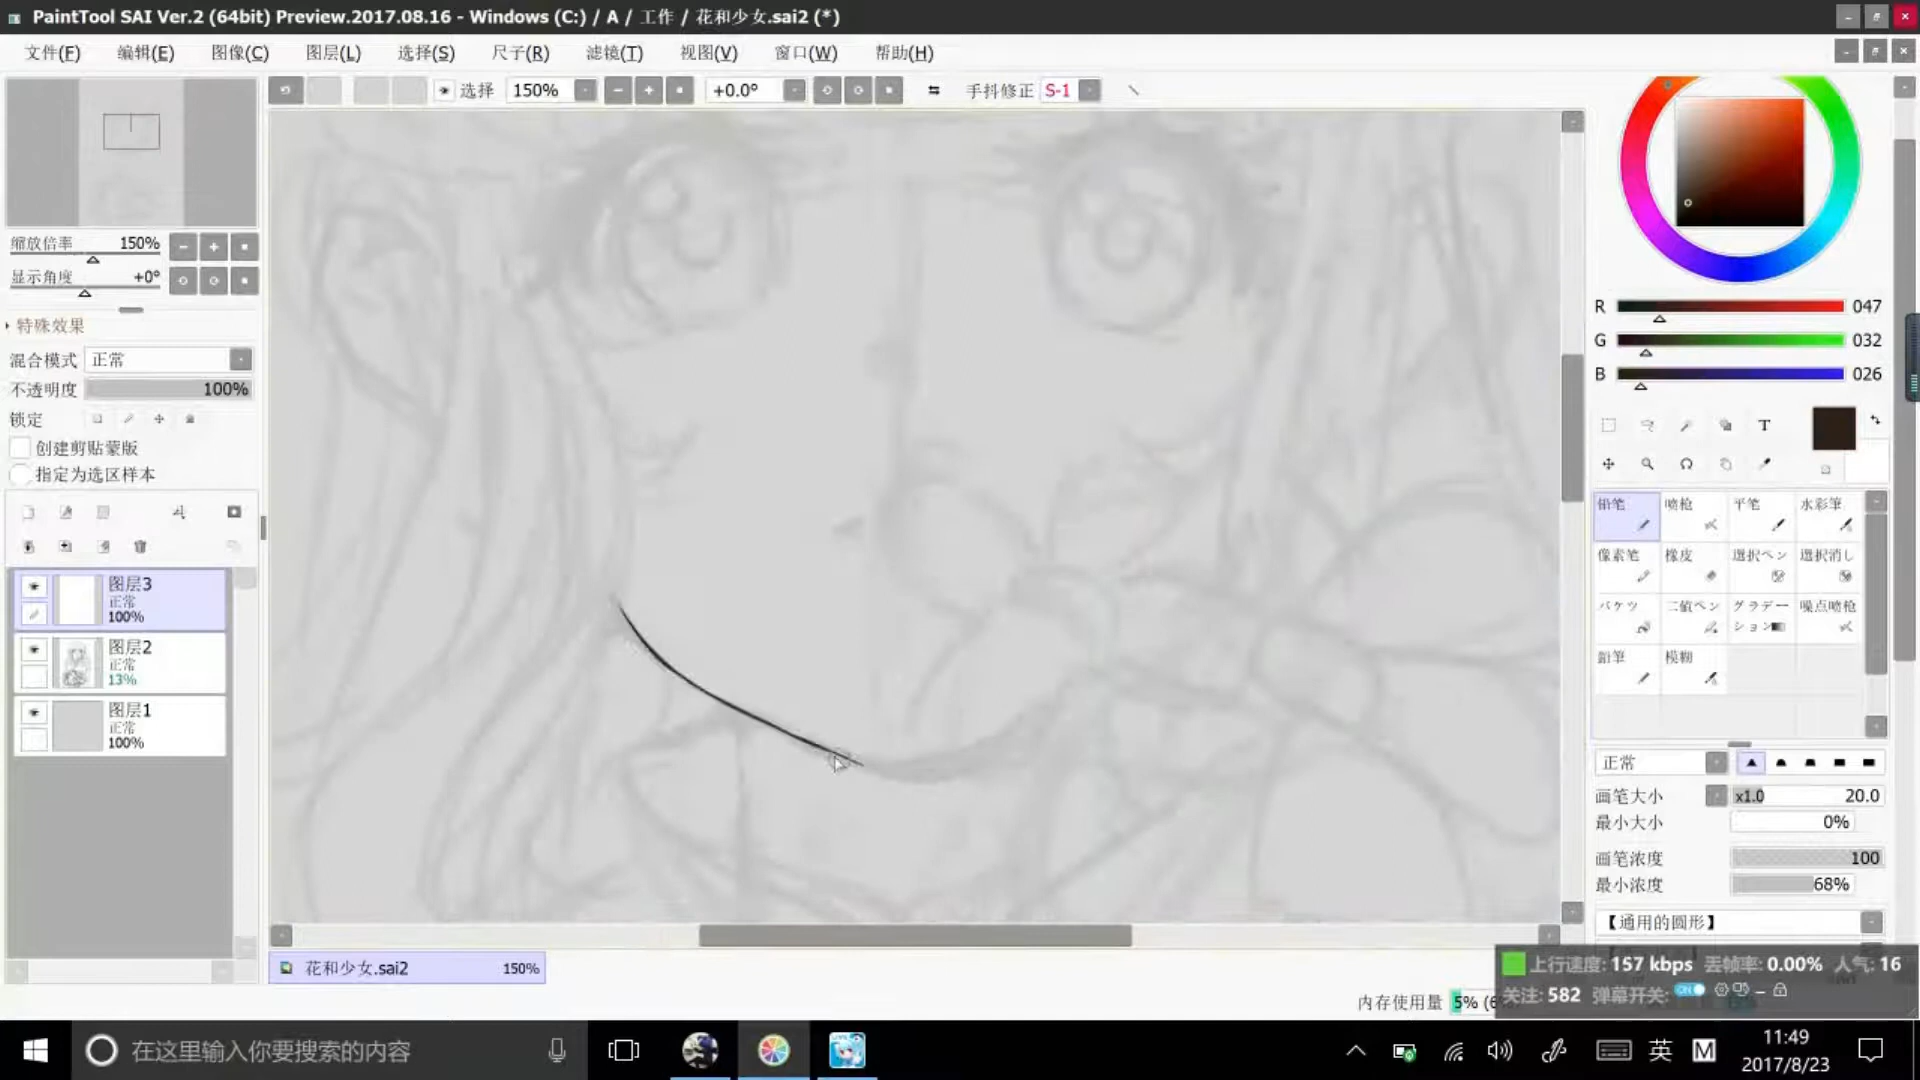 PaintTool SAI Ver.2 (64bit) Preview.2017.08.16 - Windows (C:) / A / 工作 / 花和少女.sai2 (*)
文件(F) 编辑(E) 图像(C) 图层(L) 选择(S) 尺子(R) 滤镜(T) 视图(V) 窗口(W) 帮助(H)
选择 150% +0.0° 手抖修正 S-1
缩放倍率 150%
显示角度 +0°
特殊效果
混合模式 正常
不透明度 100%
锁定
创建剪贴蒙版
指定为选区样本
图层3
正常
100%
图层2
正常
13%
图层1
正常
100%
R 047
G 032
B 026
T
铅笔 喷枪 平笔 水彩筆
像素笔 橡皮 選択ペン 選択消し
バケツ 二値ペン グラデーション 噪点喷枪
鉛筆 模糊
正常
画笔大小 x1.0 20.0
最小大小 0%
画笔浓度 100
最小浓度 68%
【通用的圆形】
花和少女.sai2 150%
上行速度: 157 kbps 丢帧率: 0.00% 人气: 16
关注: 582 弹幕开关: ON
内存使用量 5%
在这里输入你要搜索的内容
英 M
11:49
2017/8/23